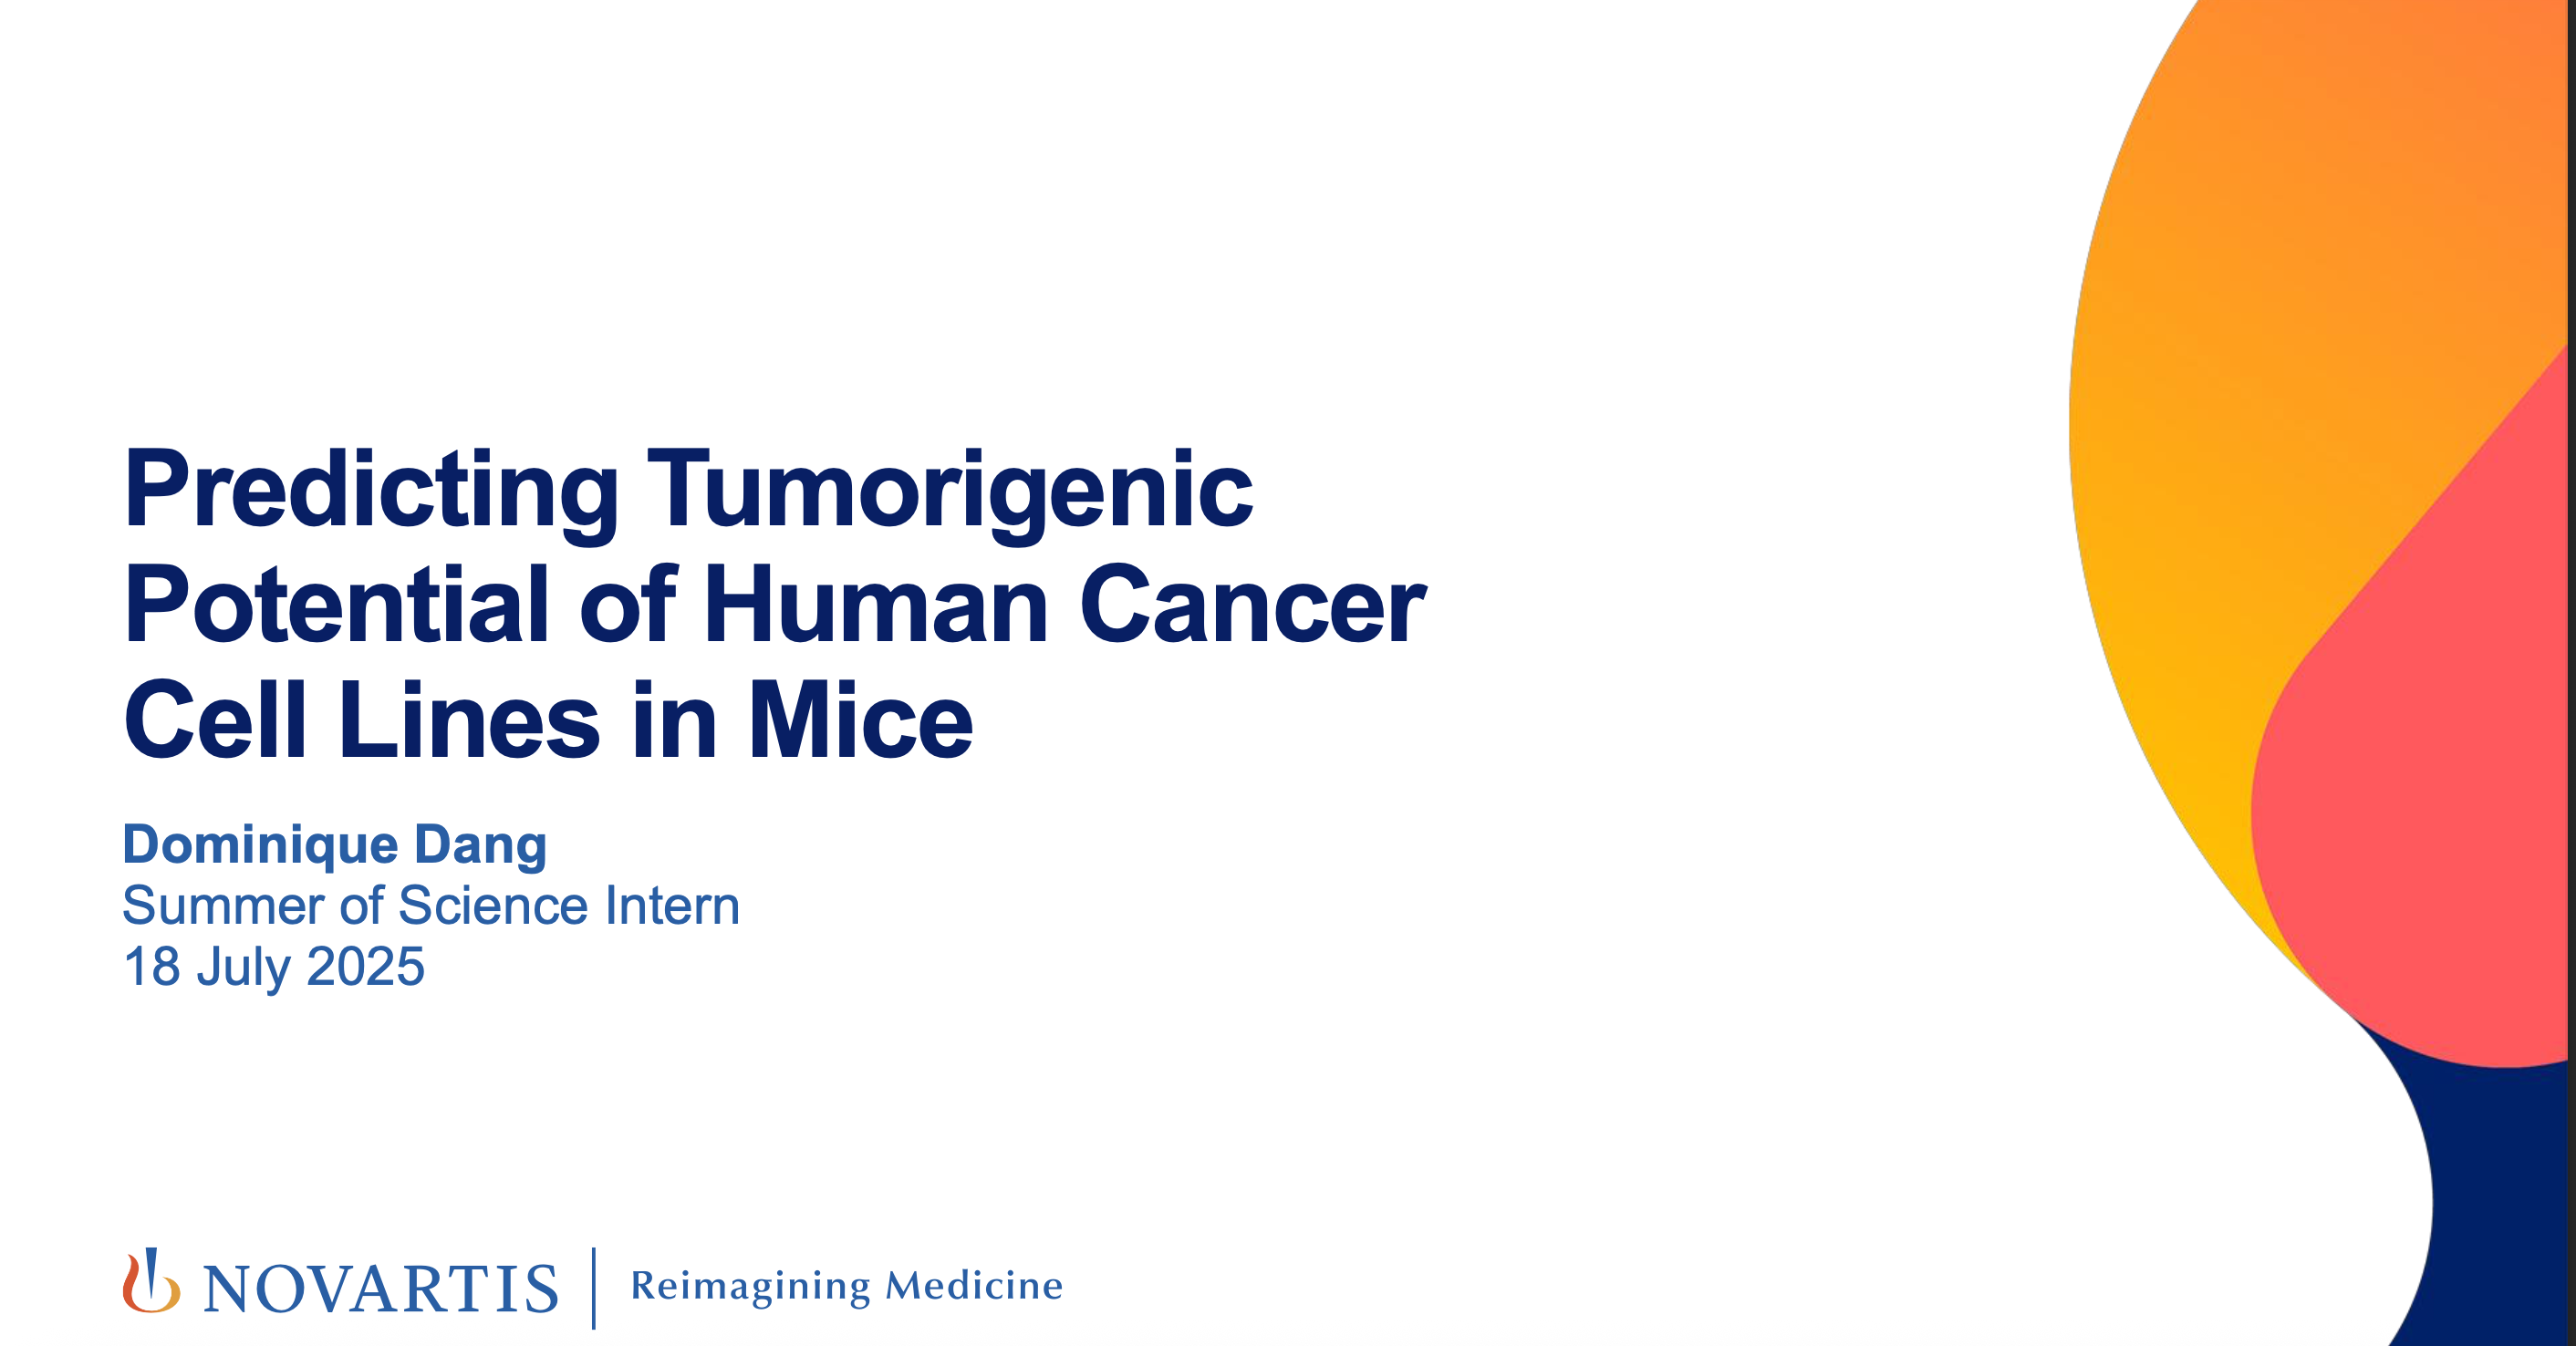 Predicting Tumorigenic
Potential of Human Cancer
Cell Lines in Mice
Dominique Dang
Summer of Science Intern
18 July 2025
NOVARTIS
Reimagining Medicine